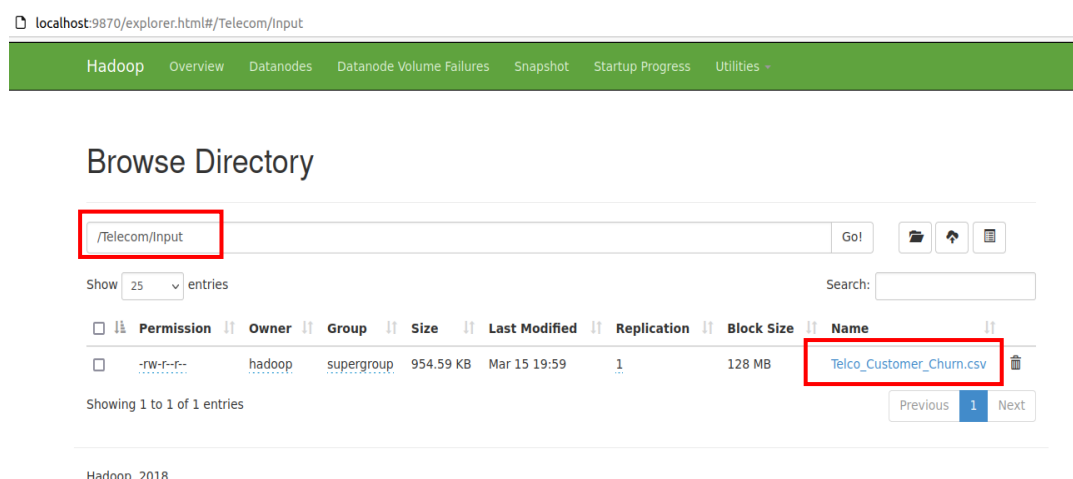 localhost:9870/explorer.html#/Telecom/Input
Hadoop Overview Datanodes Datanode Volume Failures Snapshot Startup Progress Utilities
Browse Directory
/Telecom/Input Go!
Show 25 entries Search:
Permission Owner Group Size Last Modified Replication Block Size Name
-rw-r--r-- hadoop supergroup 954.59 KB Mar 15 19:59 1 128 MB Telco_Customer_Churn.csv
Showing 1 to 1 of 1 entries Previous 1 Next
Hadoop, 2018.